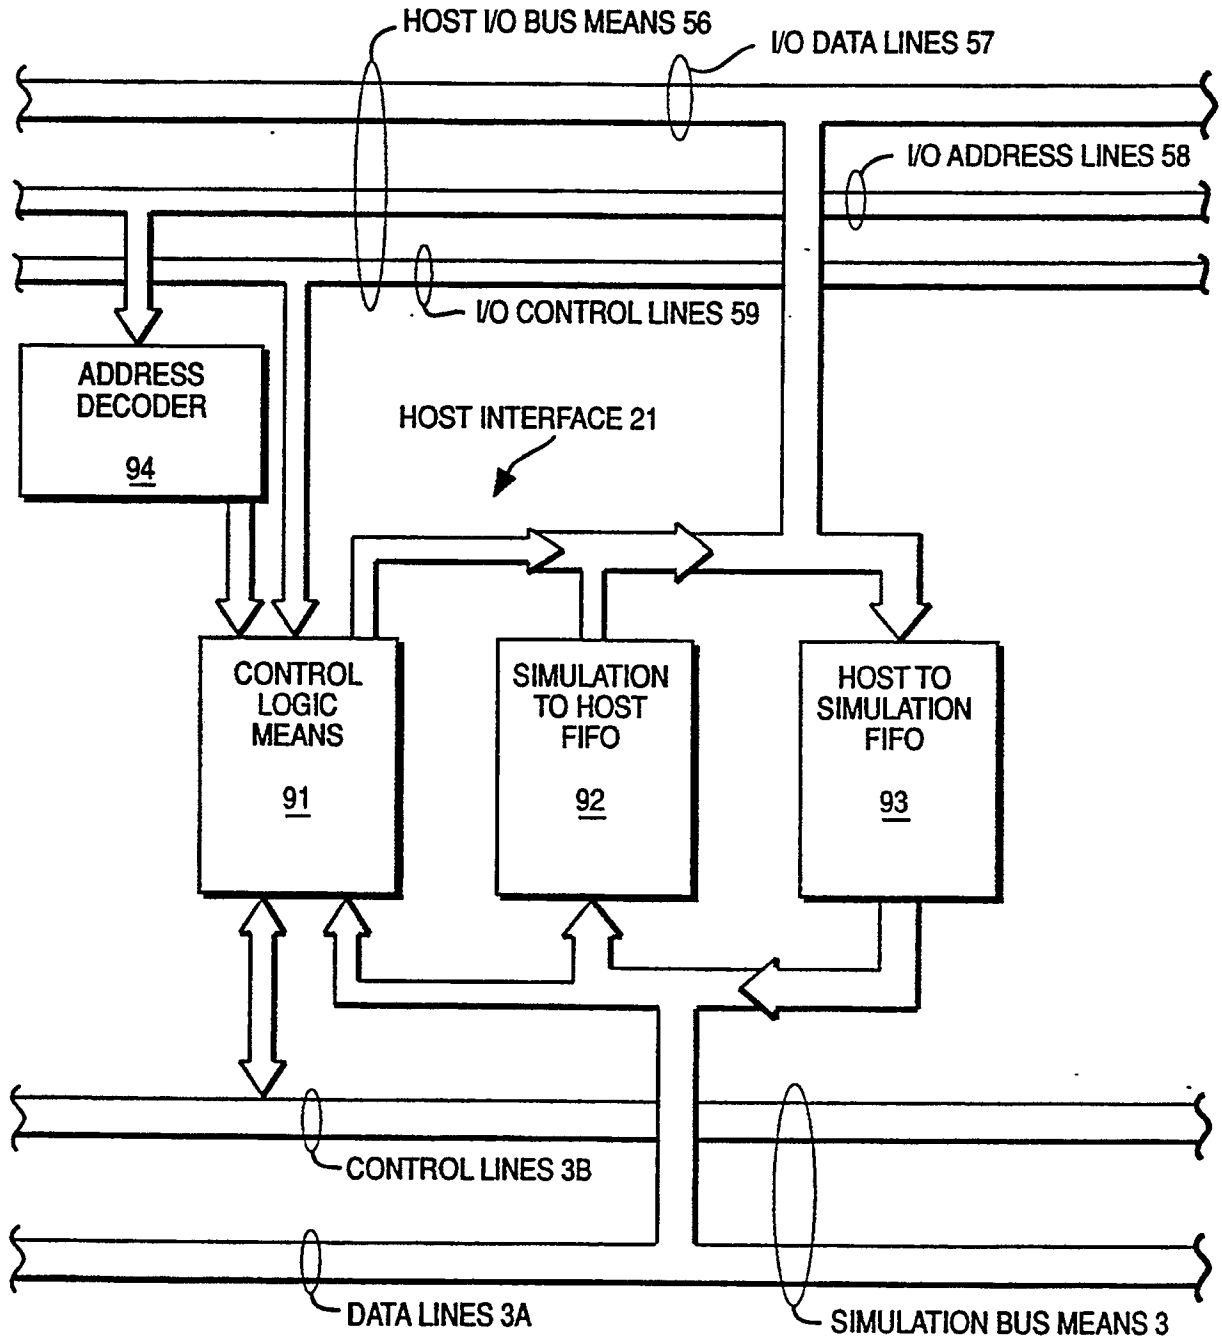 HOST I/O BUS MEANS 56
I/O DATA LINES 57
I/O ADDRESS LINES 58
I/O CONTROL LINES 59
ADDRESS
DECODER
94
HOST INTERFACE 21
CONTROL
LOGIC
MEANS
91
SIMULATION
TO HOST
FIFO
92
HOST TO
SIMULATION
FIFO
93
CONTROL LINES 3B
DATA LINES 3A
SIMULATION BUS MEANS 3